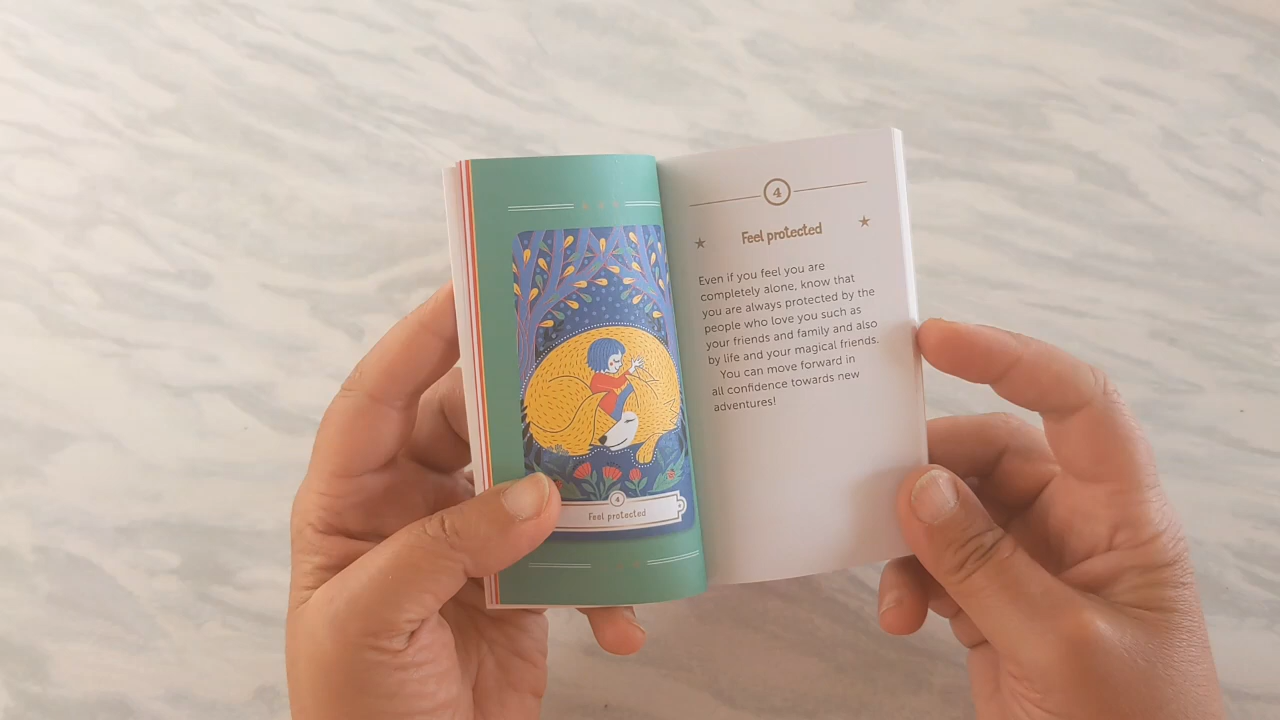 4
Feel protected
4
Feel protected
Even if you feel you are
completely alone, know that
you are always protected by the
people who love you such as
your friends and family and also
by life and your magical friends.
You can move forward in
all confidence towards new
adventures!